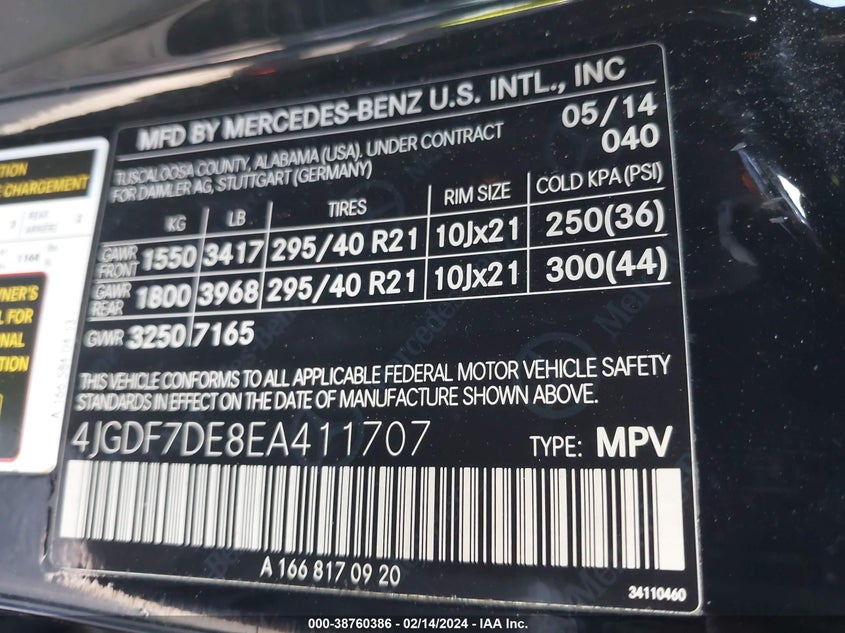 MFD BY MERCEDES-BENZ U.S. INTL., INC
TUSCALOOSA COUNTY, ALABAMA (USA), UNDER CONTRACT 05/14
FOR DAIMLER AG, STUTTGART (GERMANY) 040
KG LB TIRES RIM SIZE COLD KPA (PSI)
GAWR FRONT 1550 3417 295/40 R21 10Jx21 250(36)
GAWR REAR 1800 3968 295/40 R21 10Jx21 300(44)
GVWR 3250 7165
THIS VEHICLE CONFORMS TO ALL APPLICABLE FEDERAL MOTOR VEHICLE SAFETY
STANDARDS IN EFFECT ON THE DATE OF MANUFACTURE SHOWN ABOVE.
4JGDF7DE8EA411707 TYPE: MPV
A 166 817 09 20
34110460
CHARGEMENT
REAR
1168
000-38760386 - 02/14/2024 - IAA Inc.